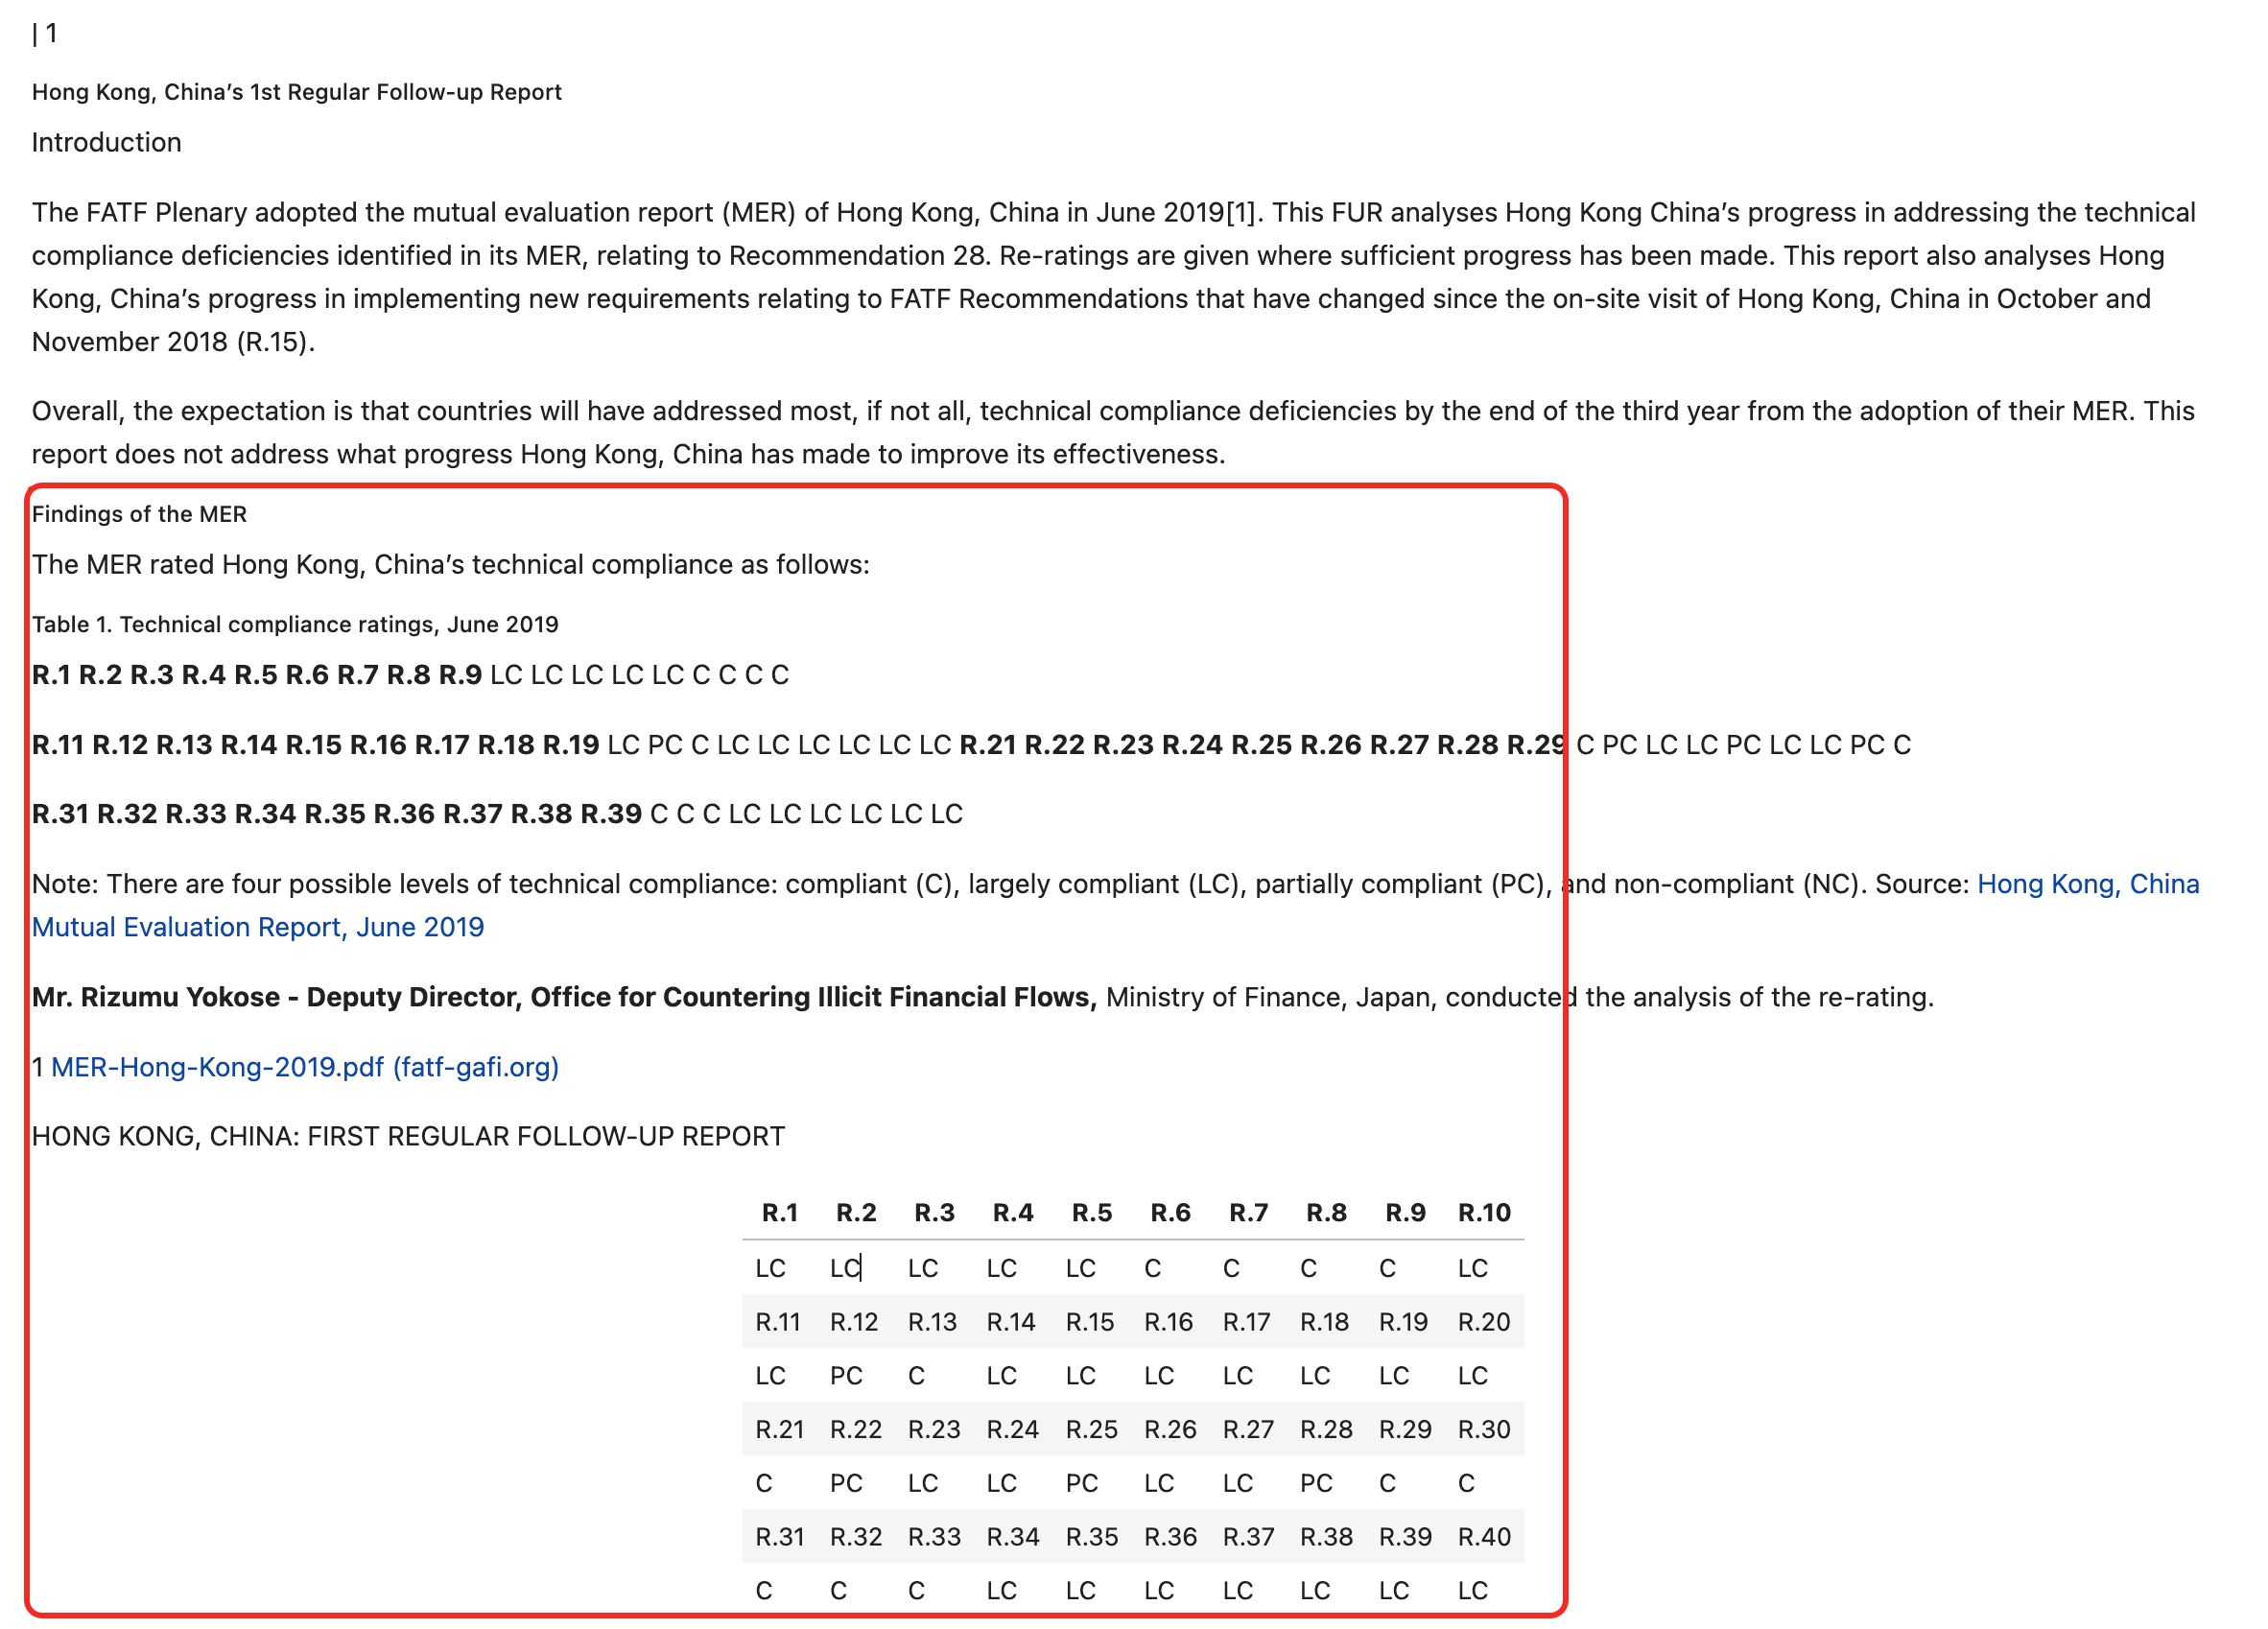 | 1
Hong Kong, China’s 1st Regular Follow-up Report
Introduction
The FATF Plenary adopted the mutual evaluation report (MER) of Hong Kong, China in June 2019[1]. This FUR analyses Hong Kong China’s progress in addressing the technical
compliance deficiencies identified in its MER, relating to Recommendation 28. Re-ratings are given where sufficient progress has been made. This report also analyses Hong
Kong, China’s progress in implementing new requirements relating to FATF Recommendations that have changed since the on-site visit of Hong Kong, China in October and
November 2018 (R.15).
Overall, the expectation is that countries will have addressed most, if not all, technical compliance deficiencies by the end of the third year from the adoption of their MER. This
report does not address what progress Hong Kong, China has made to improve its effectiveness.
Findings of the MER
The MER rated Hong Kong, China’s technical compliance as follows:
Table 1. Technical compliance ratings, June 2019
R.1 R.2 R.3 R.4 R.5 R.6 R.7 R.8 R.9 LC LC LC LC LC C C C C
R.11 R.12 R.13 R.14 R.15 R.16 R.17 R.18 R.19 LC PC C LC LC LC LC LC LC R.21 R.22 R.23 R.24 R.25 R.26 R.27 R.28 R.29 C PC LC LC PC LC LC PC C
R.31 R.32 R.33 R.34 R.35 R.36 R.37 R.38 R.39 C C C LC LC LC LC LC LC
Note: There are four possible levels of technical compliance: compliant (C), largely compliant (LC), partially compliant (PC), and non-compliant (NC). Source: Hong Kong, China
Mutual Evaluation Report, June 2019
Mr. Rizumu Yokose - Deputy Director, Office for Countering Illicit Financial Flows, Ministry of Finance, Japan, conducted the analysis of the re-rating.
1 MER-Hong-Kong-2019.pdf (fatf-gafi.org)
HONG KONG, CHINA: FIRST REGULAR FOLLOW-UP REPORT
R.1 R.2 R.3 R.4 R.5 R.6 R.7 R.8 R.9 R.10
LC LC LC LC LC C C C C LC
R.11 R.12 R.13 R.14 R.15 R.16 R.17 R.18 R.19 R.20
LC PC C LC LC LC LC LC LC LC
R.21 R.22 R.23 R.24 R.25 R.26 R.27 R.28 R.29 R.30
C PC LC LC PC LC LC PC C C
R.31 R.32 R.33 R.34 R.35 R.36 R.37 R.38 R.39 R.40
C C C LC LC LC LC LC LC LC